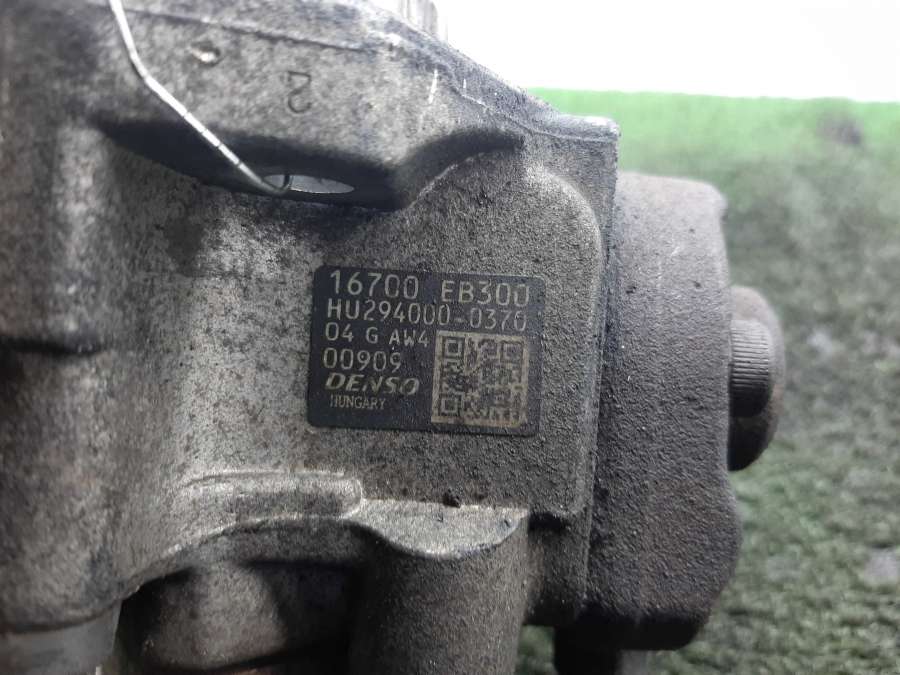 16700 EB300
HU294000-0370
04 G AW4
00909
DENSO
HUNGARY